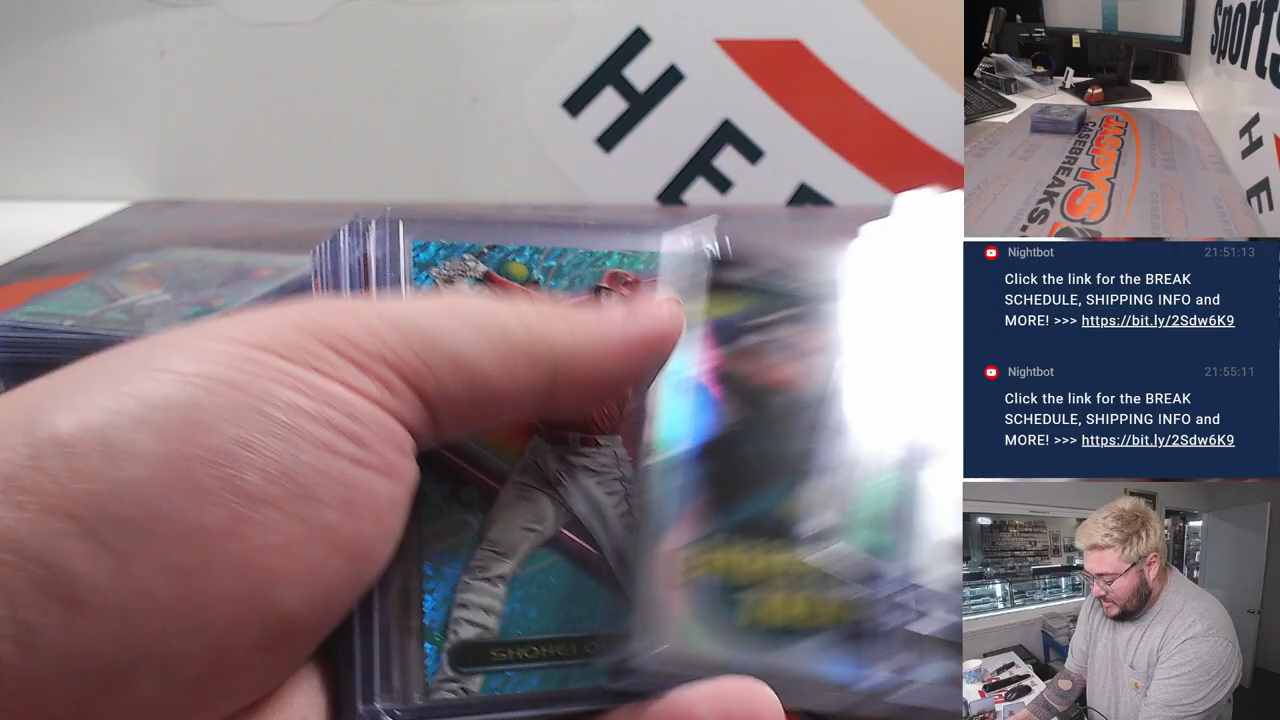 HE
Sports
HE
JASPYS
CASEBREAKS.
SHOHEI O
Nightbot 21:51:13
Click the link for the BREAK
SCHEDULE, SHIPPING INFO and
MORE! >>> https://bit.ly/2Sdw6K9
Nightbot 21:55:11
Click the link for the BREAK
SCHEDULE, SHIPPING INFO and
MORE! >>> https://bit.ly/2Sdw6K9